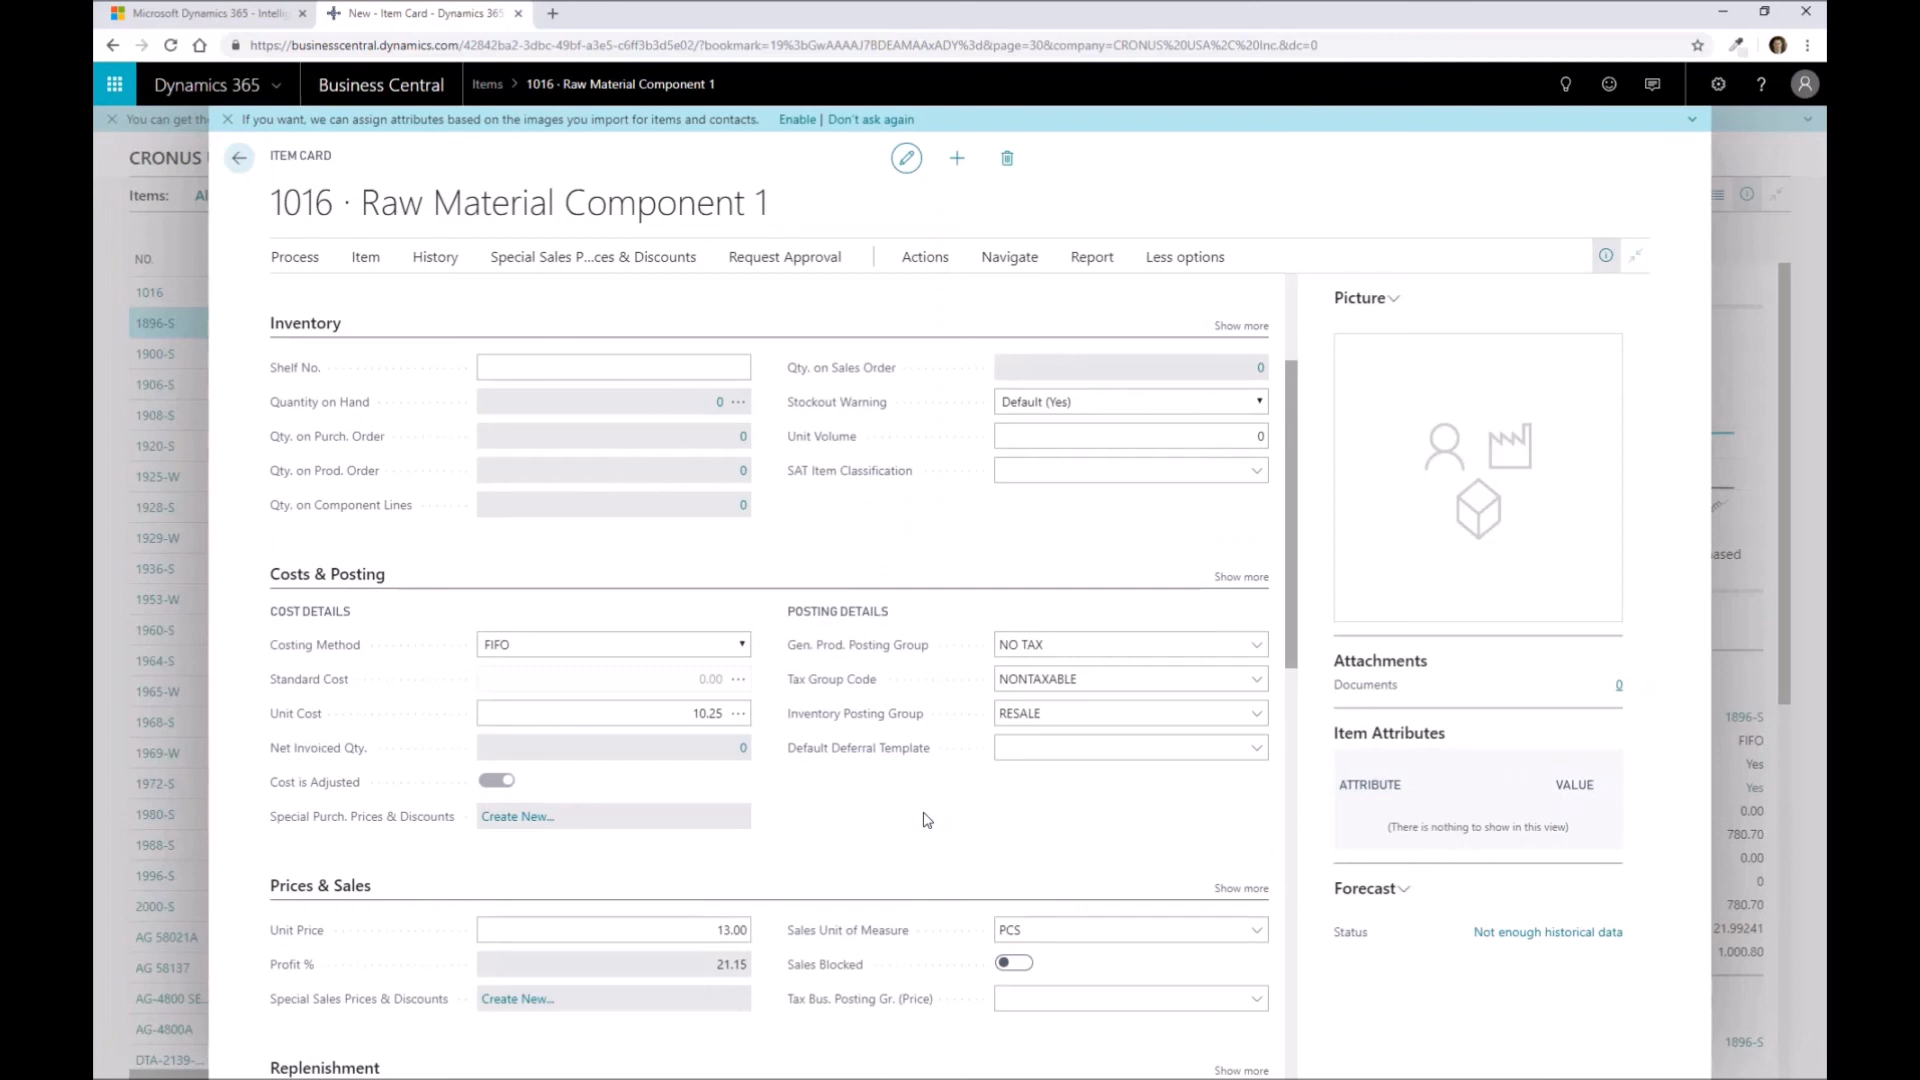 Microsoft Dynamics 365 - Intelli
New - Item Card - Dynamics 365
https://businesscentral.dynamics.com/42842ba2-3dbc-49bf-a3e5-c6ff3b3d5e02/?bookmark=19%3bGwAAAAJ7BDEAMAAxADY%3d&page=30&company=CRONUS%20USA%2C%20Inc.&dc=0
Dynamics 365
Business Central
Items > 1016 · Raw Material Component 1
You can get the
If you want, we can assign attributes based on the images you import for items and contacts. Enable | Don't ask again
CRONUS
Items: Al
NO.
1016
1896-S
1900-S
1906-S
1908-S
1920-S
1925-W
1928-S
1929-W
1936-S
1953-W
1960-S
1964-S
1965-W
1968-S
1969-W
1972-S
1980-S
1988-S
1996-S
2000-S
AG 58021A
AG 58137
AG-4800 SE...
AG-4800A
DTA-2139-...
ITEM CARD
1016 · Raw Material Component 1
Process Item History Special Sales P...ces & Discounts Request Approval Actions Navigate Report Less options
Inventory Show more
Shelf No.
Quantity on Hand 0 ...
Qty. on Purch. Order 0
Qty. on Prod. Order 0
Qty. on Component Lines 0
Qty. on Sales Order 0
Stockout Warning Default (Yes)
Unit Volume 0
SAT Item Classification
Costs & Posting Show more
COST DETAILS
Costing Method FIFO
Standard Cost 0.00 ...
Unit Cost 10.25 ...
Net Invoiced Qty. 0
Cost is Adjusted
Special Purch. Prices & Discounts Create New...
POSTING DETAILS
Gen. Prod. Posting Group NO TAX
Tax Group Code NONTAXABLE
Inventory Posting Group RESALE
Default Deferral Template
Prices & Sales Show more
Unit Price 13.00
Profit % 21.15
Special Sales Prices & Discounts Create New...
Sales Unit of Measure PCS
Sales Blocked
Tax Bus. Posting Gr. (Price)
Replenishment Show more
Picture
Attachments
Documents 0
Item Attributes
ATTRIBUTE VALUE
(There is nothing to show in this view)
Forecast
Status Not enough historical data
ased
1896-S
FIFO
Yes
Yes
0.00
780.70
0.00
0
780.70
21.99241
1,000.80
1896-S